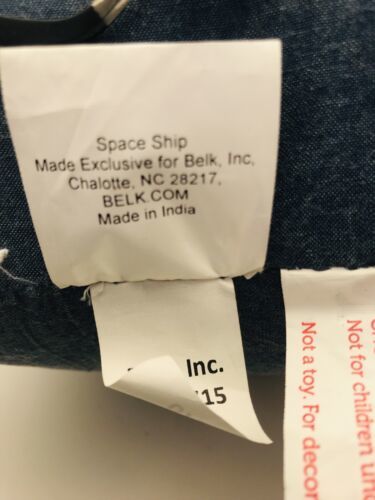 Space Ship
Made Exclusive for Belk, Inc,
Chalotte, NC 28217,
BELK.COM
Made in India
Inc.
15
Not for children
Not a toy. For